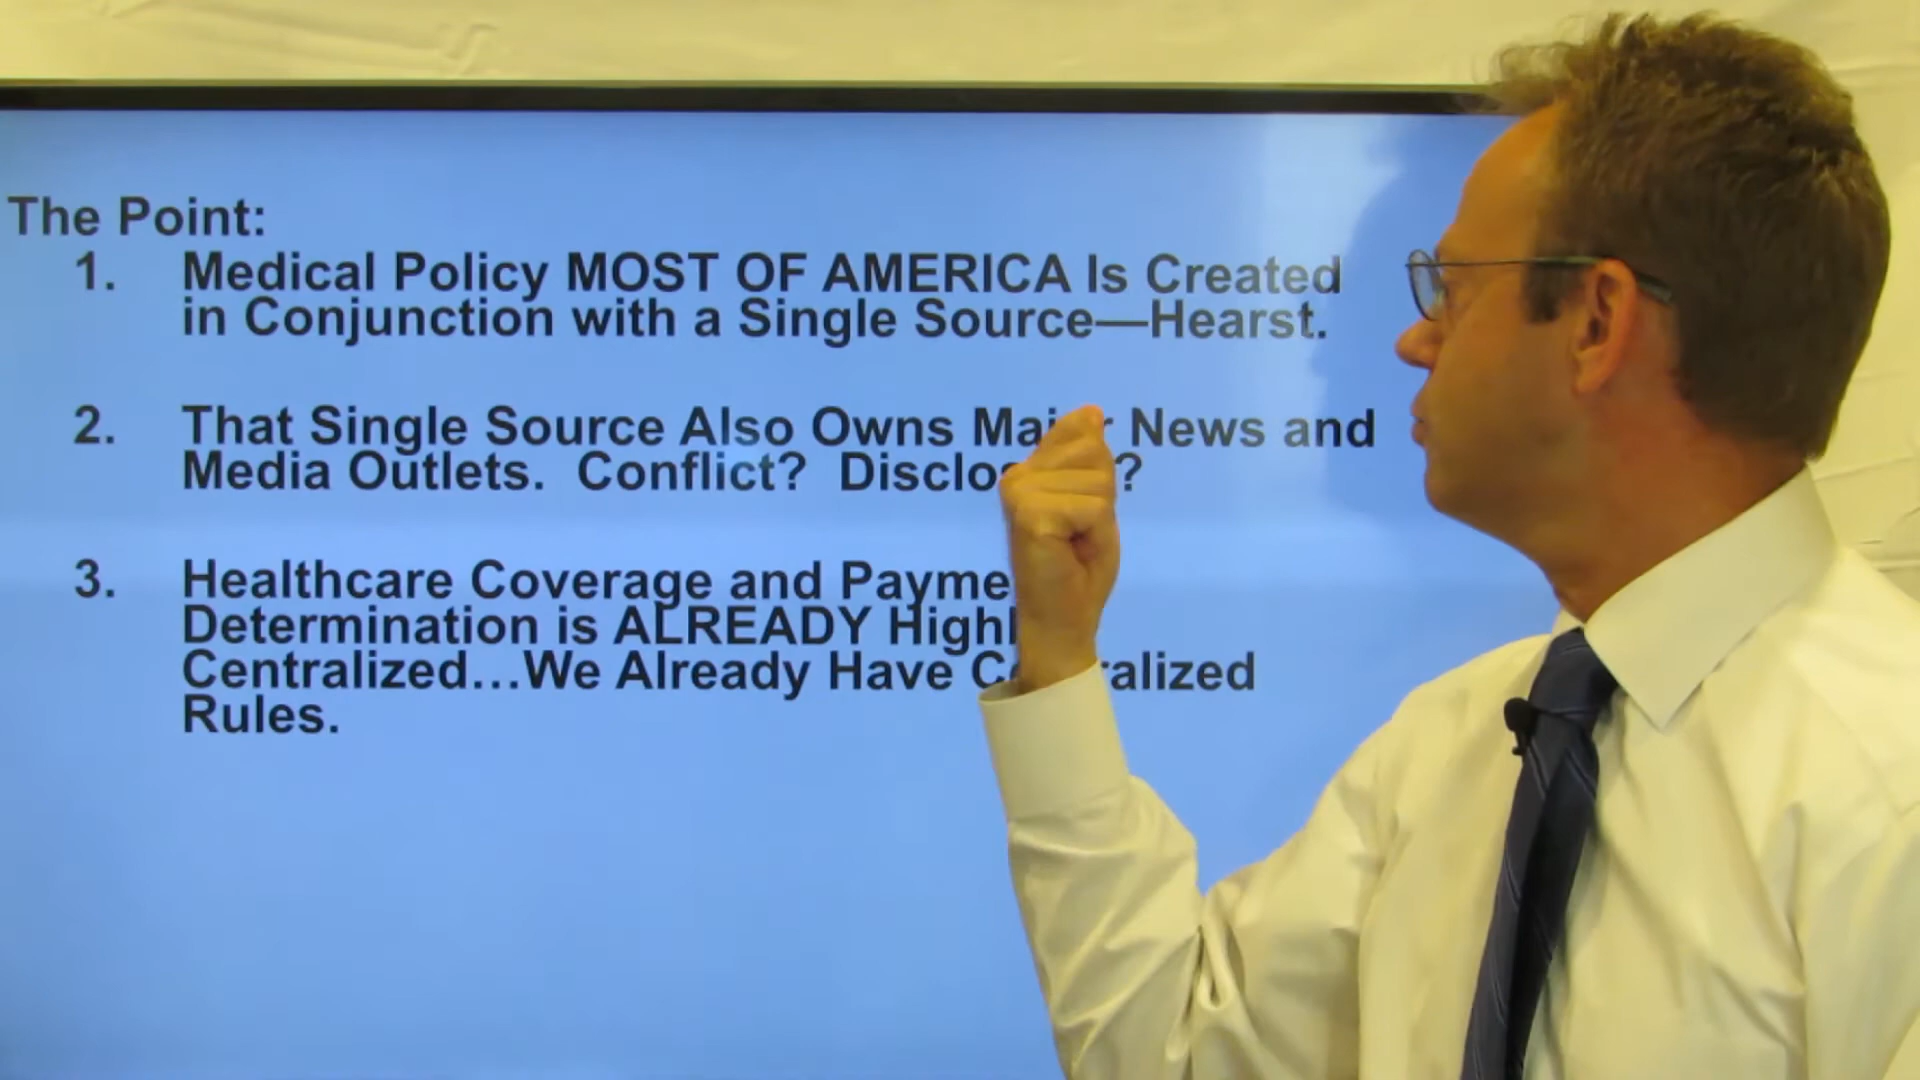 The Point:
1. Medical Policy MOST OF AMERICA Is Created
in Conjunction with a Single Source—Hearst.
2. That Single Source Also Owns News and
Media Outlets. Conflict?
3. Healthcare Coverage and
Determination is ALREADY
Centralized...We Already Have
Rules.